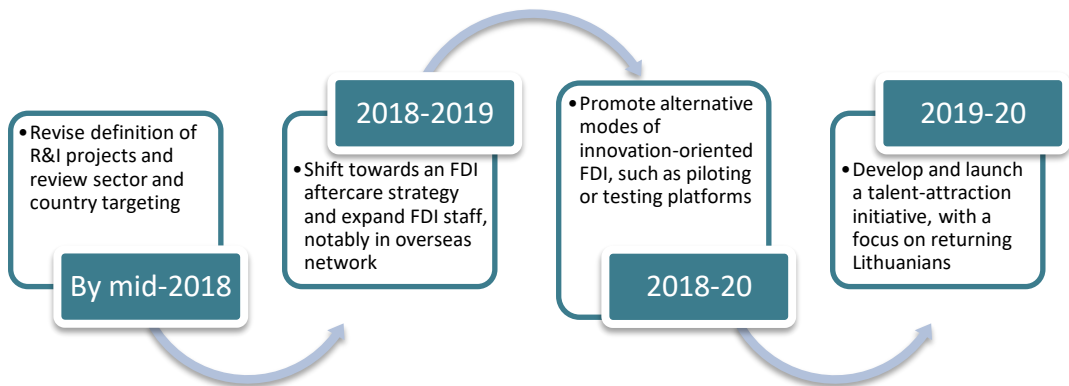 •Revise definition of
R&I projects and
review sector and
country targeting
By mid-2018
2018-2019
•Shift towards an FDI
aftercare strategy
and expand FDI staff,
notably in overseas
network
•Promote alternative
modes of
innovation-oriented
FDI, such as piloting
or testing platforms
2018-20
2019-20
•Develop and launch
a talent-attraction
initiative, with a
focus on returning
Lithuanians